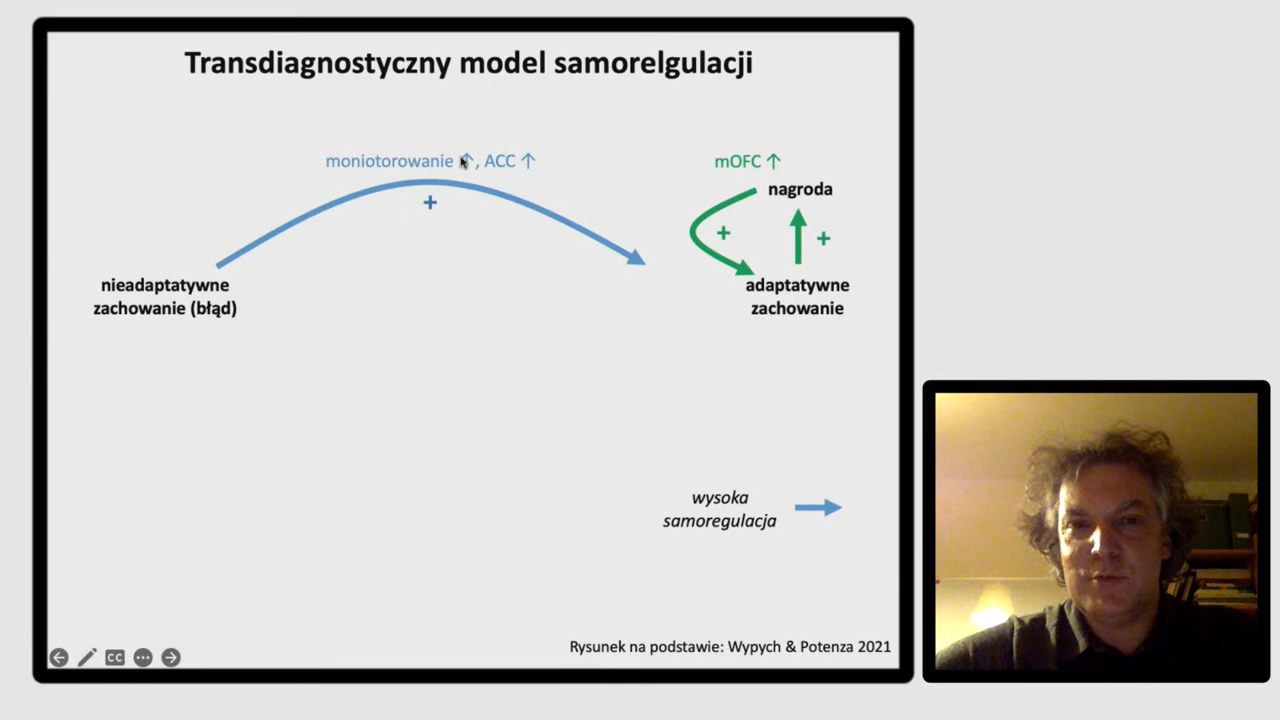 Transdiagnostyczny model samorelgulacji
moniotorowanie ↑, ACC ↑
+
mOFC ↑
nagroda
+
+
nieadaptatywne
zachowanie (błąd)
adaptatywne
zachowanie
wysoka
samoregulacja
Rysunek na podstawie: Wypych & Potenza 2021
CC